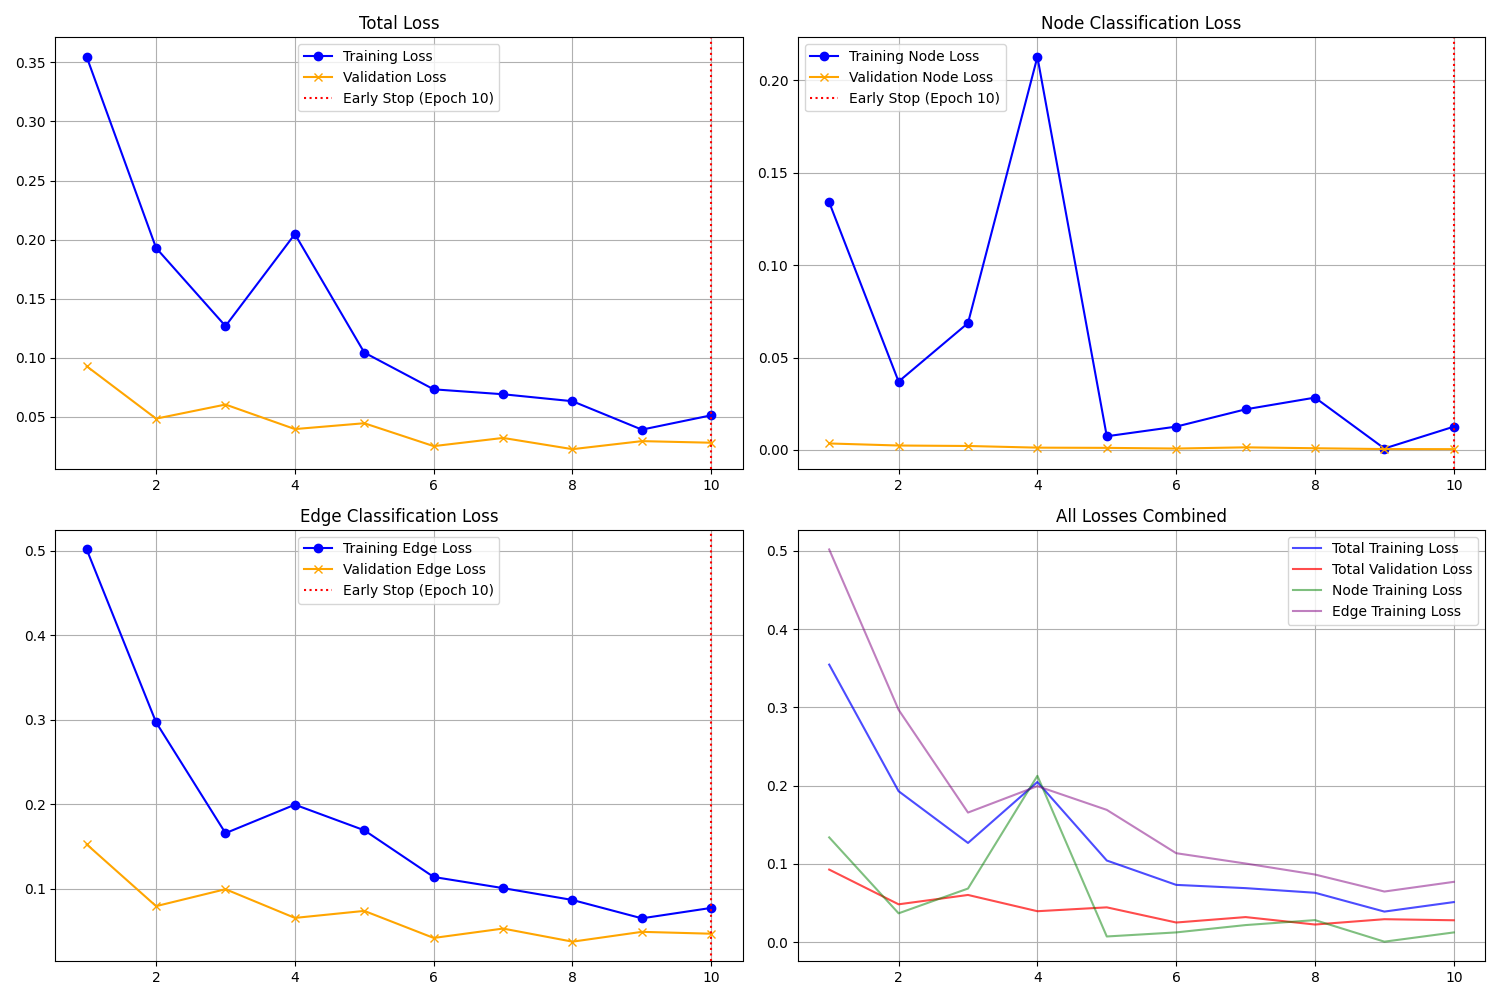 Total Loss
Training Loss
Validation Loss
Early Stop (Epoch 10)
0.35
0.30
0.25
0.20
0.15
0.10
0.05
2 4 6 8 10
Node Classification Loss
Training Node Loss
Validation Node Loss
Early Stop (Epoch 10)
0.20
0.15
0.10
0.05
0.00
2 4 6 8 10
Edge Classification Loss
Training Edge Loss
Validation Edge Loss
Early Stop (Epoch 10)
0.5
0.4
0.3
0.2
0.1
2 4 6 8 10
All Losses Combined
Total Training Loss
Total Validation Loss
Node Training Loss
Edge Training Loss
0.5
0.4
0.3
0.2
0.1
0.0
2 4 6 8 10